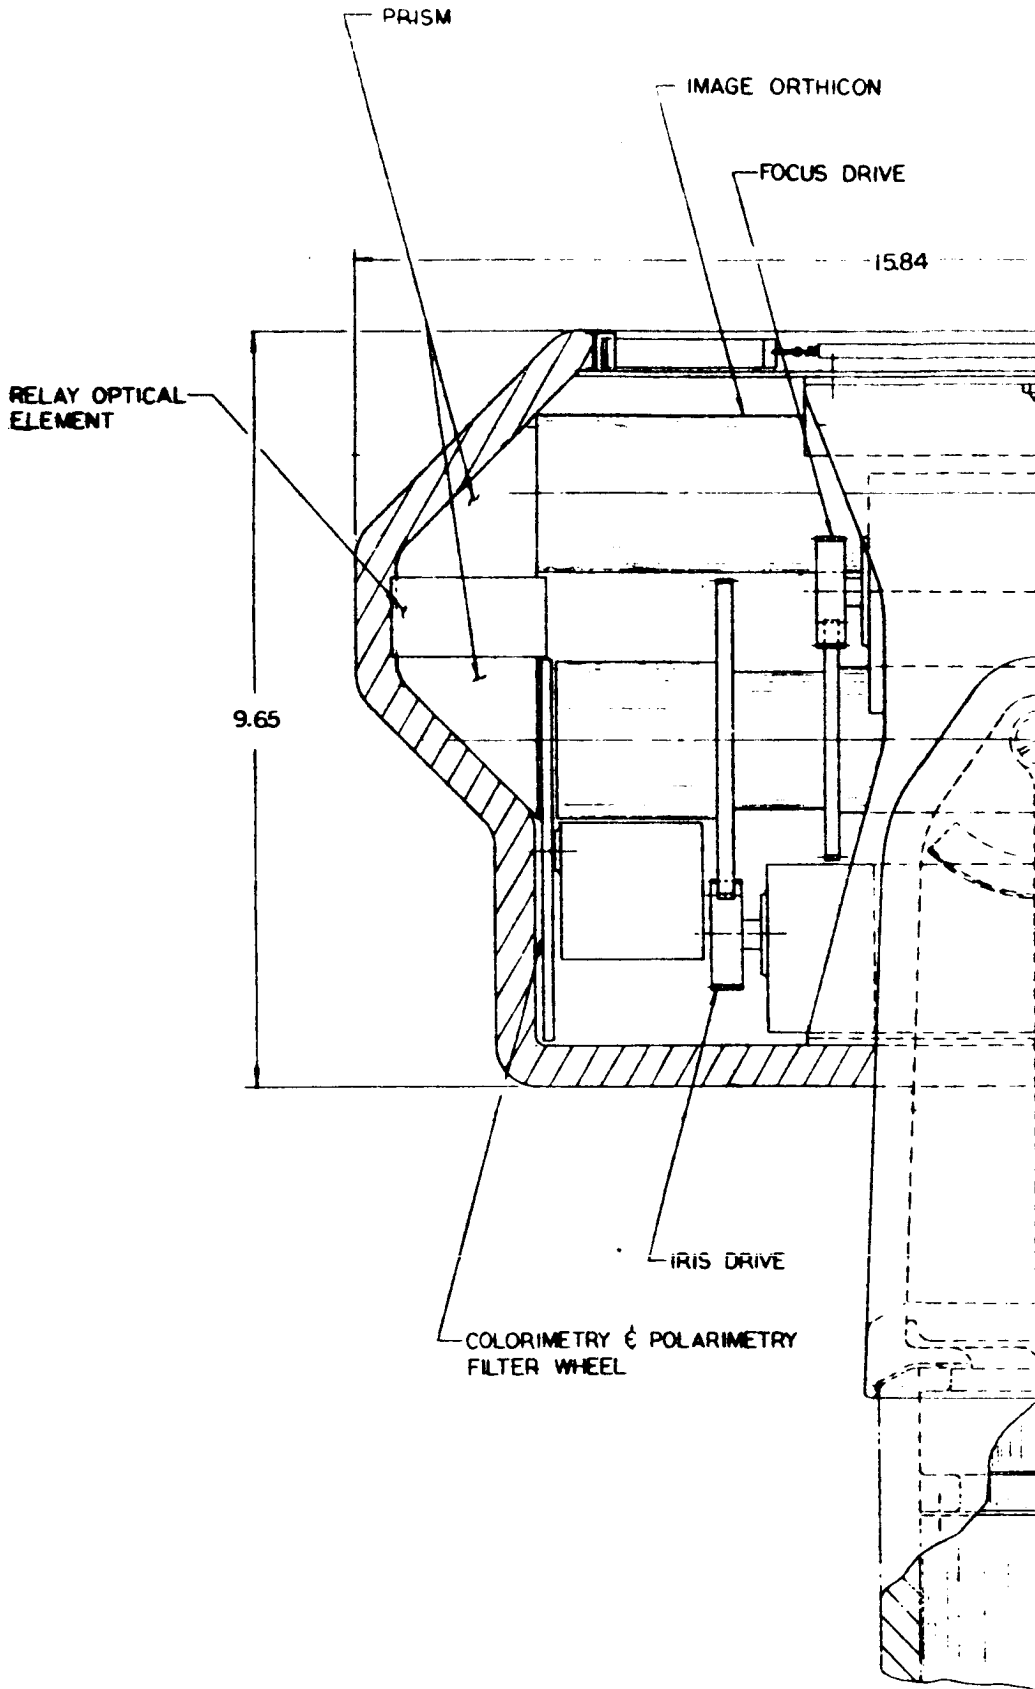 PRISM
IMAGE ORTHICON
FOCUS DRIVE
15.84
RELAY OPTICAL
ELEMENT
9.65
IRIS DRIVE
COLORIMETRY & POLARIMETRY
FILTER WHEEL